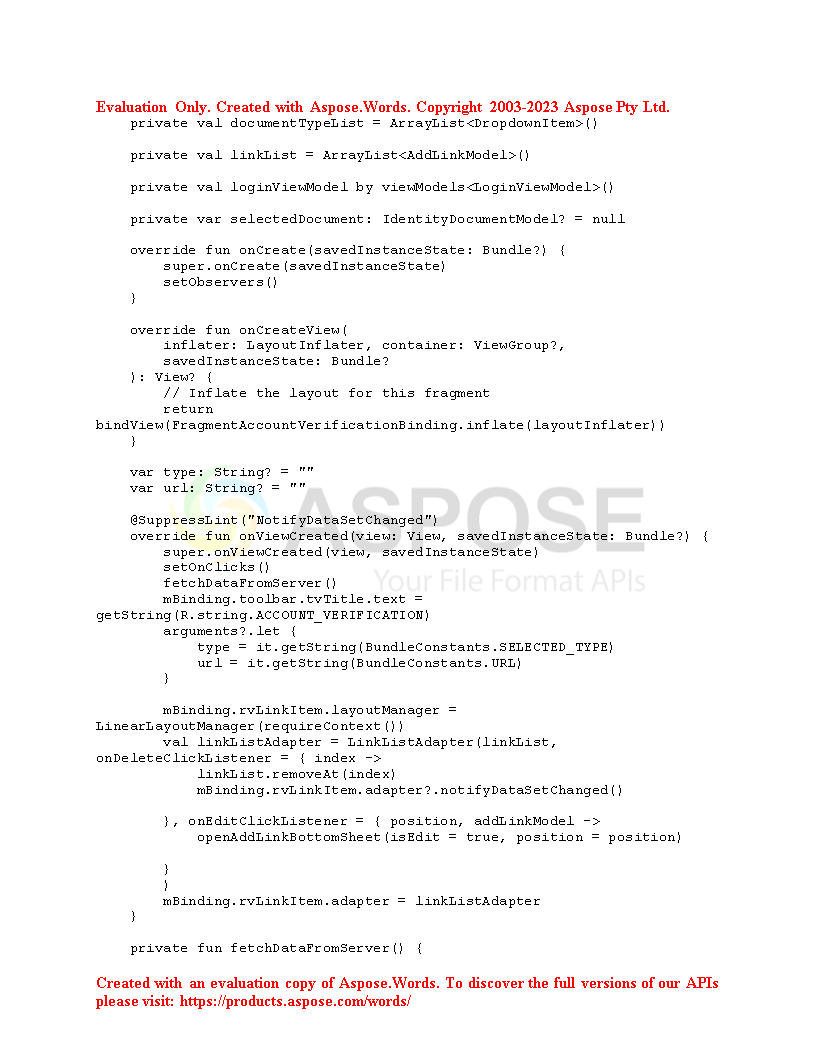 Evaluation Only. Created with Aspose.Words. Copyright 2003-2023 Aspose Pty Ltd.
    private val documentTypeList = ArrayList<DropdownItem>()

    private val linkList = ArrayList<AddLinkModel>()

    private val loginViewModel by viewModels<LoginViewModel>()

    private var selectedDocument: IdentityDocumentModel? = null

    override fun onCreate(savedInstanceState: Bundle?) {
        super.onCreate(savedInstanceState)
        setObservers()
    }

    override fun onCreateView(
        inflater: LayoutInflater, container: ViewGroup?,
        savedInstanceState: Bundle?
    ): View? {
        // Inflate the layout for this fragment
        return
bindView(FragmentAccountVerificationBinding.inflate(layoutInflater))
    }

    var type: String? = ""
    var url: String? = ""

    @SuppressLint("NotifyDataSetChanged")
    override fun onViewCreated(view: View, savedInstanceState: Bundle?) {
        super.onViewCreated(view, savedInstanceState)
        setOnClicks()
        fetchDataFromServer()
        mBinding.toolbar.tvTitle.text =
getString(R.string.ACCOUNT_VERIFICATION)
        arguments?.let {
            type = it.getString(BundleConstants.SELECTED_TYPE)
            url = it.getString(BundleConstants.URL)
        }

        mBinding.rvLinkItem.layoutManager =
LinearLayoutManager(requireContext())
        val linkListAdapter = LinkListAdapter(linkList,
onDeleteClickListener = { index ->
            linkList.removeAt(index)
            mBinding.rvLinkItem.adapter?.notifyDataSetChanged()

        }, onEditClickListener = { position, addLinkModel ->
            openAddLinkBottomSheet(isEdit = true, position = position)

        }
        )
        mBinding.rvLinkItem.adapter = linkListAdapter
    }

    private fun fetchDataFromServer() {
ASPOSE
Your File Format APIs
Created with an evaluation copy of Aspose.Words. To discover the full versions of our APIs
please visit: https://products.aspose.com/words/